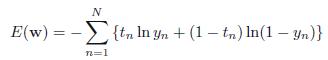 E(w) = − ∑_{n=1}^{N} {t_n ln y_n + (1 − t_n) ln(1 − y_n)}